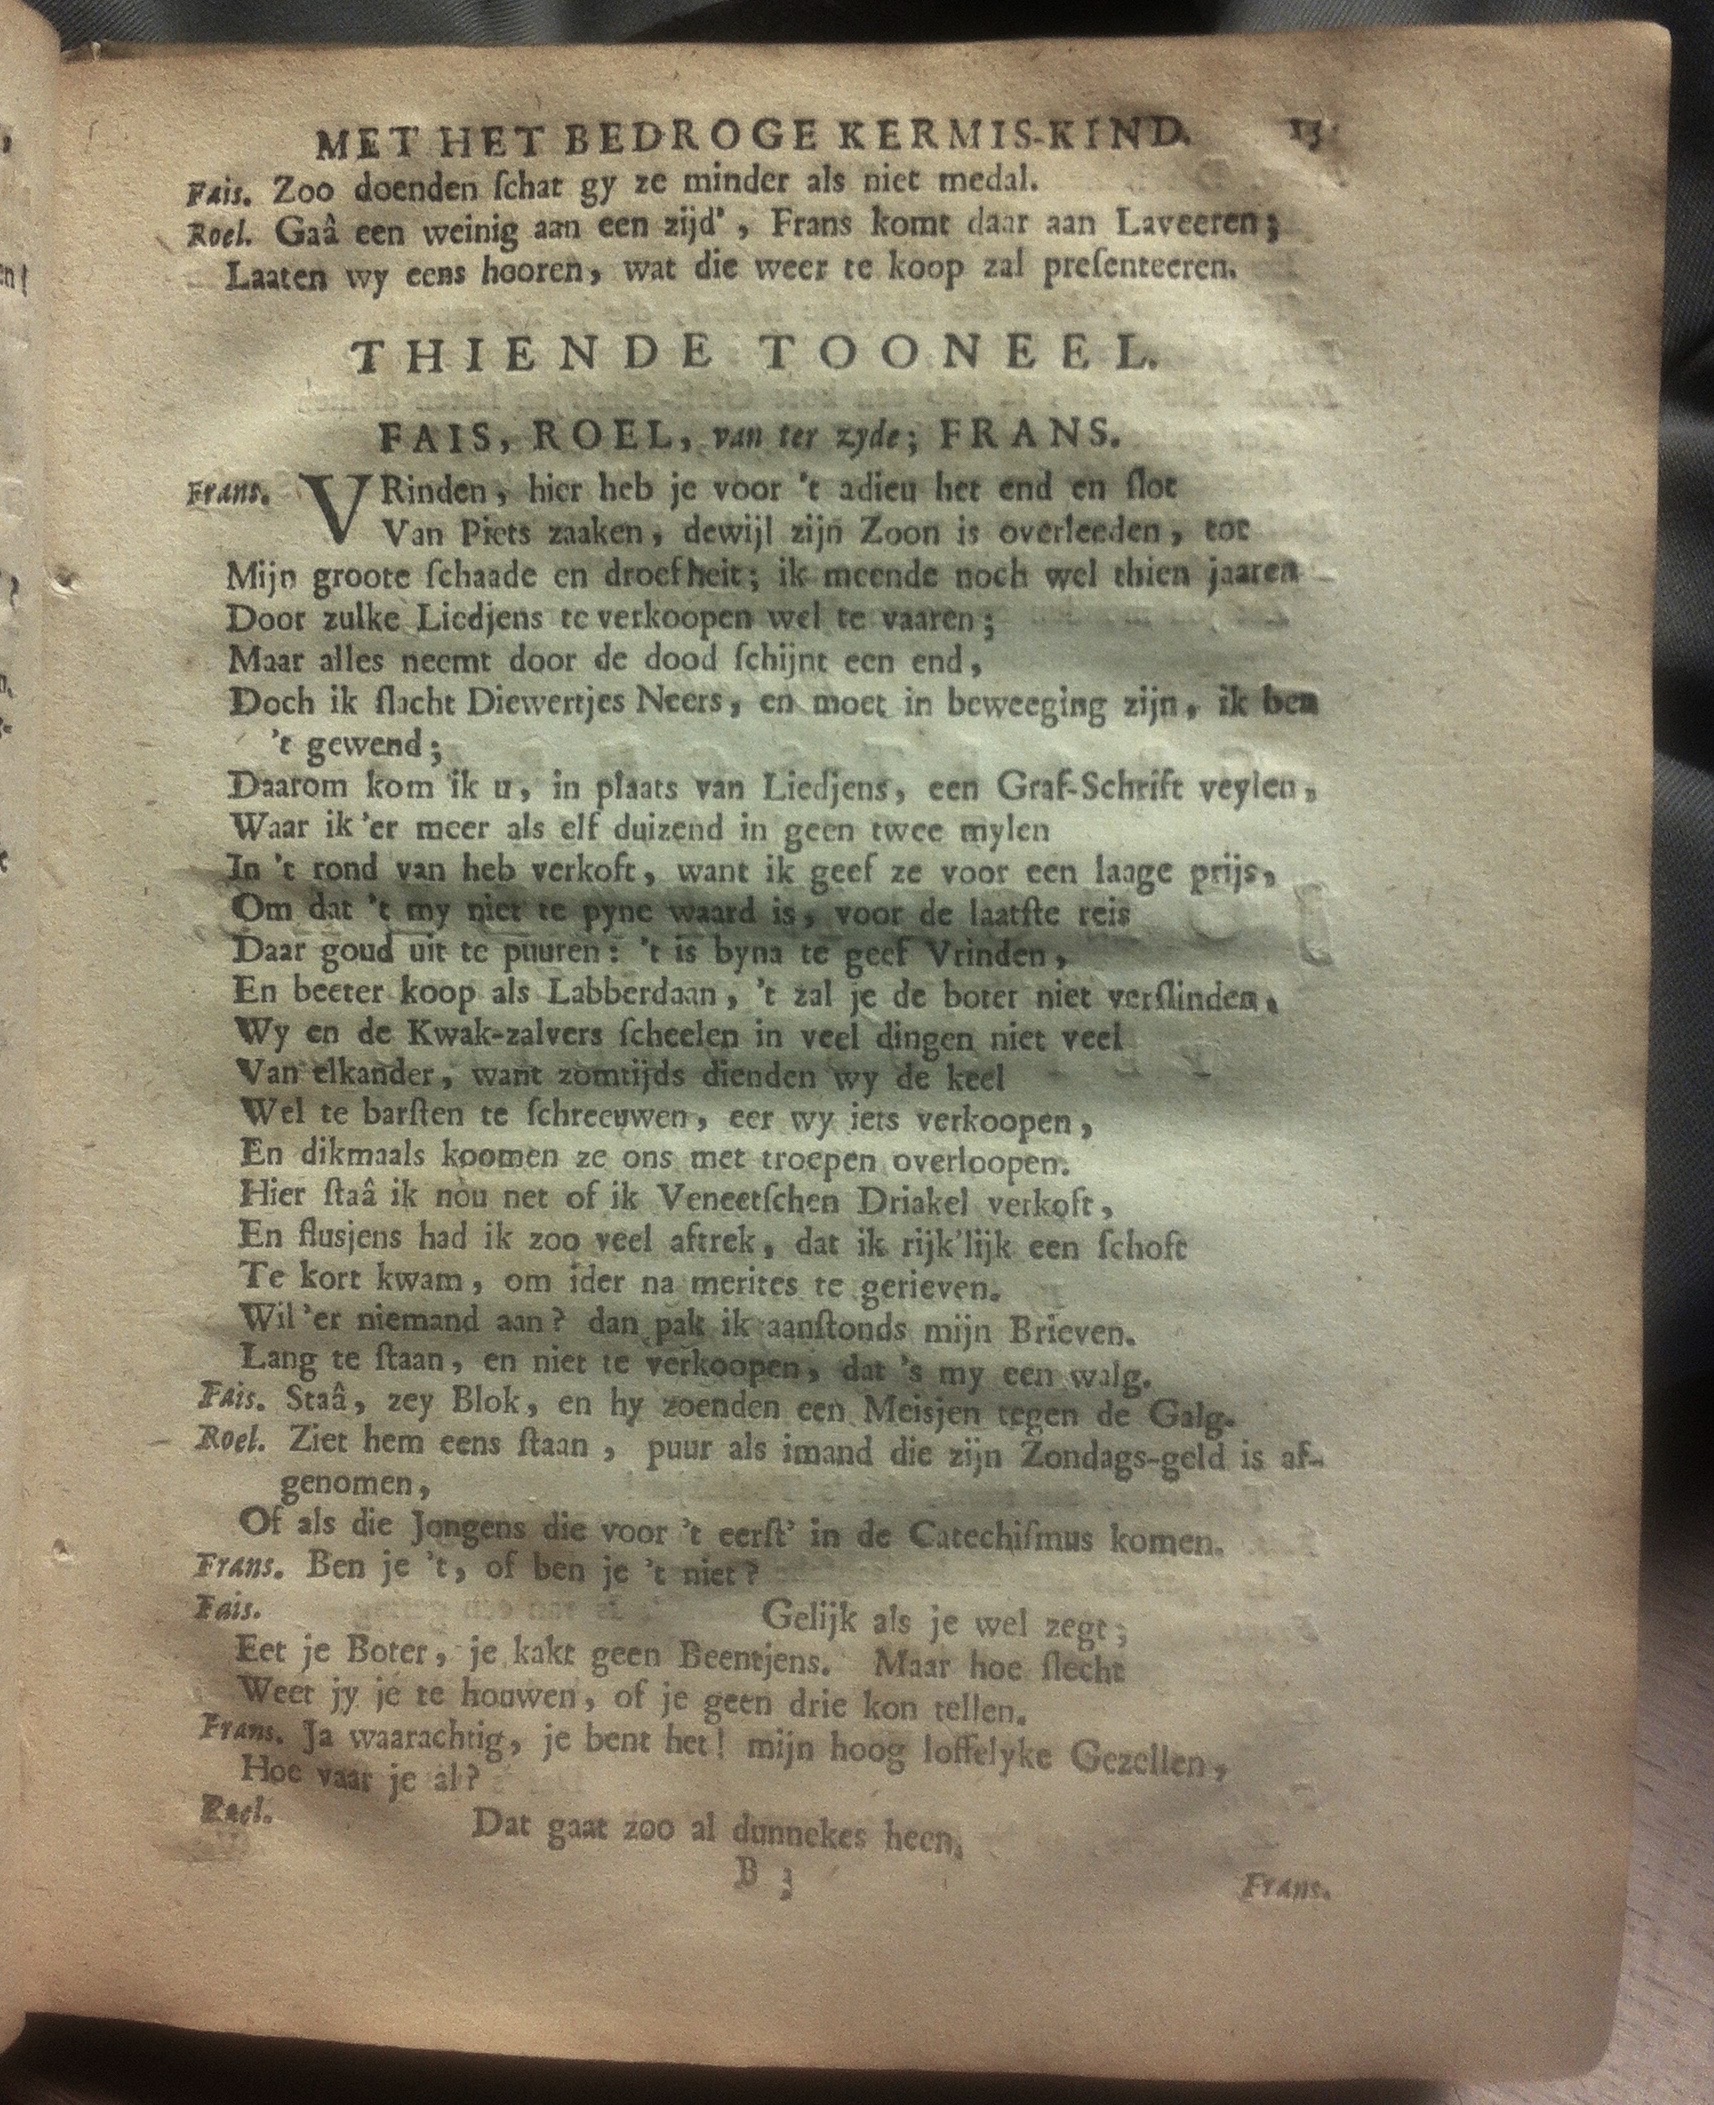 MET HET BEDROGE KERMIS-KIND. 13
Fais. Zoo doenden ſchat gy ze minder als niet medal.
Roel. Gaâ een weinig aan een zijd', Frans komt daar aan Laveeren;
Laaten wy eens hooren, wat die weer te koop zal preſenteeren.
THIENDE TOONEEL.
FAIS, ROEL, van ter zyde; FRANS.
Frans. VRinden, hier heb je voor 't adieu het end en ſlot
Van Piets zaaken, dewijl zijn Zoon is overleeden, tot
Mijn groote ſchaade en droefheit; ik meende noch wel thien jaaren
Door zulke Liedjens te verkoopen wel te vaaren;
Maar alles neemt door de dood ſchijnt een end,
Doch ik ſlacht Diewertjes Neers, en moet in beweeging zijn, ik ben
't gewend;
Daarom kom ik u, in plaats van Liedjens, een Graf-Schrift veylen,
Waar ik 'er meer als elf duizend in geen twee mylen
In 't rond van heb verkoft, want ik geef ze voor een laage prijs,
Om dat 't my niet te pyne waard is, voor de laatſte reis
Daar goud uit te puuren: 't is byna te geef Vrinden,
En beeter koop als Labberdaan, 't zal je de boter niet verſlinden.
Wy en de Kwak-zalvers ſcheelen in veel dingen niet veel
Van elkander, want zomtijds dienden wy de keel
Wel te barſten te ſchreeuwen, eer wy iets verkoopen,
En dikmaals koomen ze ons met troepen overloopen.
Hier ſtaâ ik nou net of ik Veneetſchen Driakel verkoft,
En flusjens had ik zoo veel aftrek, dat ik rijk'lijk een ſchoft
Te kort kwam, om ider na merites te gerieven.
Wil 'er niemand aan? dan pak ik aanſtonds mijn Brieven.
Lang te ſtaan, en niet te verkoopen, dat 's my een walg.
Fais. Staâ, zey Blok, en hy zoenden een Meisjen tegen de Galg.
Roel. Ziet hem eens ſtaan, puur als imand die zijn Zondags-geld is af-
genomen,
Of als die Jongens die voor 't eerſt' in de Catechiſmus komen.
Frans. Ben je 't, of ben je 't niet?
Fais. Gelijk als je wel zegt;
Eet je Boter, je kakt geen Beentjens. Maar hoe ſlecht
Weet jy je te houwen, of je geen drie kon tellen.
Frans. Ja waarachtig, je bent het! mijn hoog loffelyke Gezellen,
Hoe vaar je al?
Roel. Dat gaat zoo al dunnekes heen.
B 3 Frans.